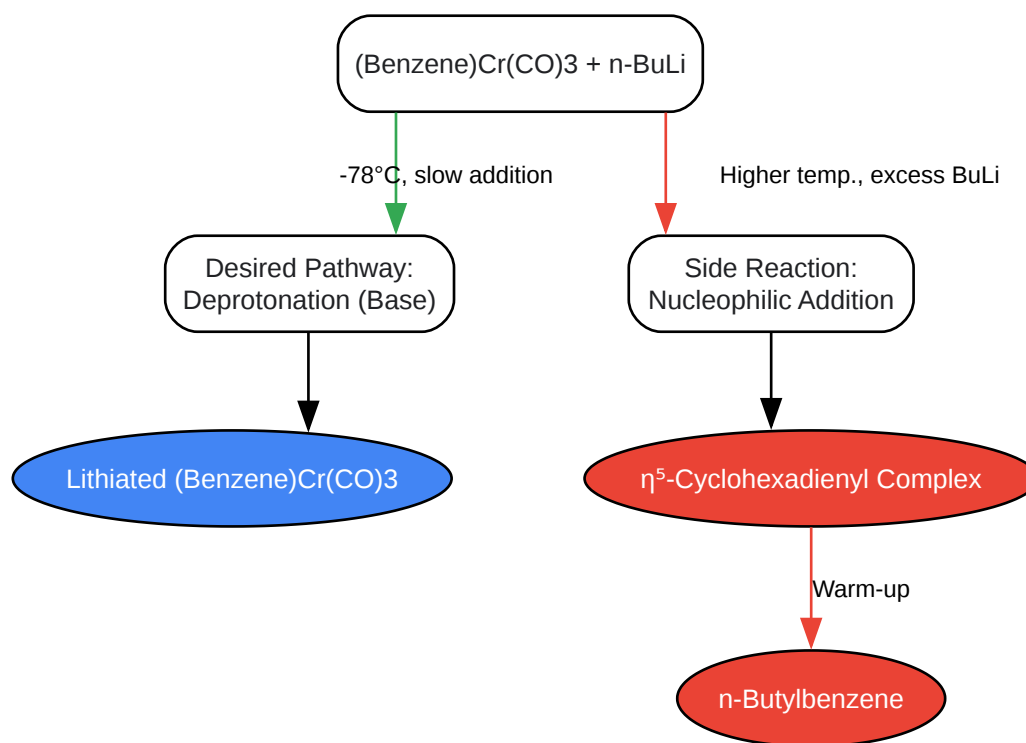 (Benzene)Cr(CO)3 + n-BuLi
-78°C, slow addition
Higher temp., excess BuLi
Desired Pathway:
Deprotonation (Base)
Side Reaction:
Nucleophilic Addition
Lithiated (Benzene)Cr(CO)3
η⁵-Cyclohexadienyl Complex
Warm-up
n-Butylbenzene